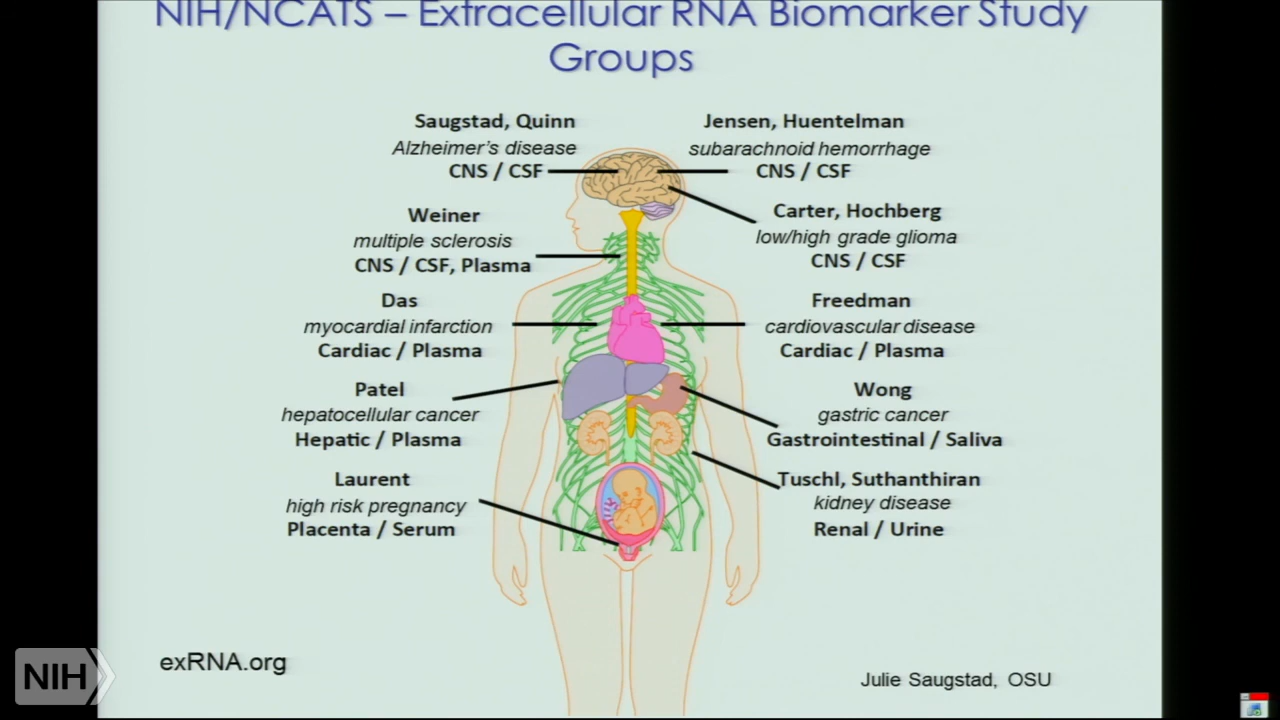 NIH/NCATS – Extracellular RNA Biomarker Study
Groups
Saugstad, Quinn
Alzheimer's disease
CNS / CSF
Jensen, Huentelman
subarachnoid hemorrhage
CNS / CSF
Weiner
multiple sclerosis
CNS / CSF, Plasma
Carter, Hochberg
low/high grade glioma
CNS / CSF
Das
myocardial infarction
Cardiac / Plasma
Freedman
cardiovascular disease
Cardiac / Plasma
Patel
hepatocellular cancer
Hepatic / Plasma
Wong
gastric cancer
Gastrointestinal / Saliva
Laurent
high risk pregnancy
Placenta / Serum
Tuschl, Suthanthiran
kidney disease
Renal / Urine
exRNA.org
Julie Saugstad, OSU
NIH